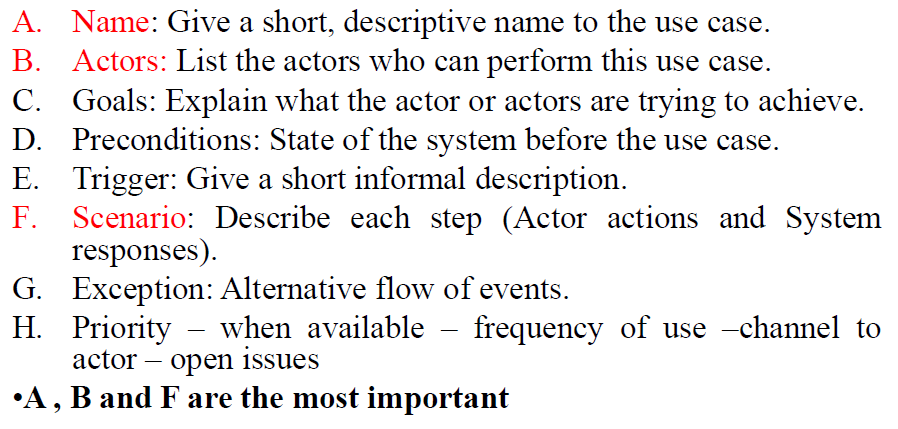 A. Name: Give a short, descriptive name to the use case.
B. Actors: List the actors who can perform this use case.
C. Goals: Explain what the actor or actors are trying to achieve.
D. Preconditions: State of the system before the use case.
E. Trigger: Give a short informal description.
F. Scenario: Describe each step (Actor actions and System
responses).
G. Exception: Alternative flow of events.
H. Priority – when available – frequency of use –channel to
actor – open issues
•A , B and F are the most important